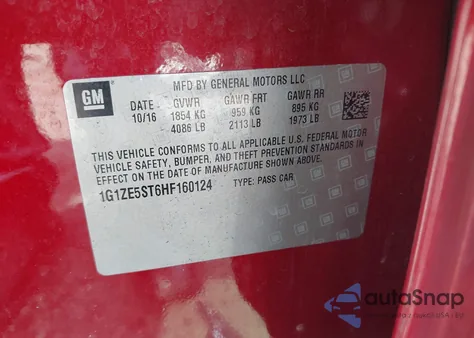 GM
MFD BY GENERAL MOTORS LLC
10/16 GVWR GAWR FRT GAWR RR
1854 KG 959 KG 895 KG
4086 LB 2113 LB 1973 LB
THIS VEHICLE CONFORMS TO ALL APPLICABLE U.S. FEDERAL MOTOR
VEHICLE SAFETY, BUMPER, AND THEFT PREVENTION STANDARDS IN
EFFECT ON THE DATE OF MANUFACTURE SHOWN ABOVE.
1G1ZE5ST6HF160124 TYPE: PASS CAR
autoSnap